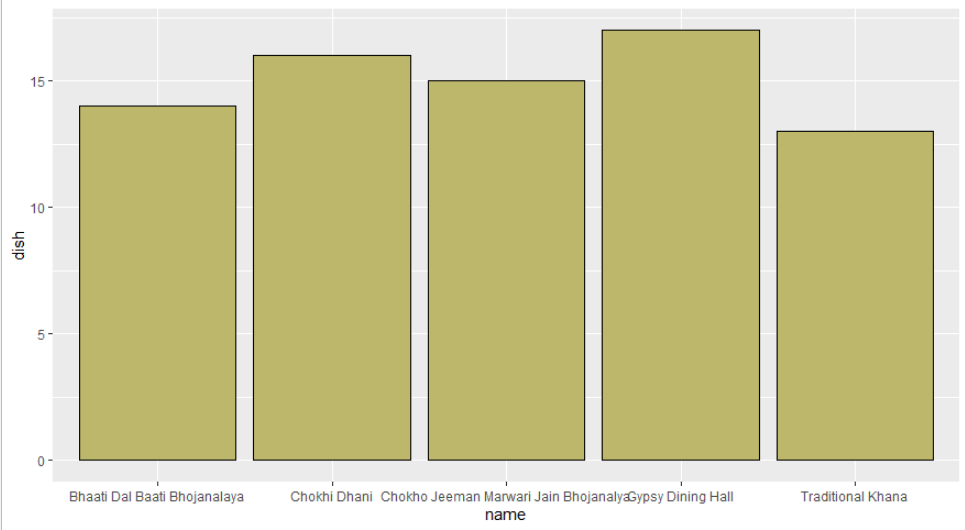 15
10
5
0
dish
Bhaati Dal Baati Bhojanalaya Chokhi Dhani Chokho Jeeman Marwari Jain Bhojanalya Gypsy Dining Hall Traditional Khana
name